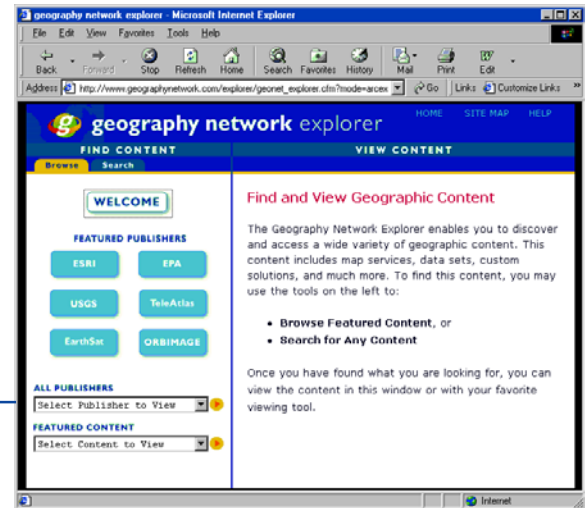 geography network explorer - Microsoft Internet Explorer
File Edit View Favorites Tools Help
Back Forward Stop Refresh Home Search Favorites History Mail Print Edit
Address http://www.geographynetwork.com/explorer/geonet_explorer.cfm?mode=arcex Go Links Customize Links »
geography network explorer HOME SITE MAP HELP
FIND CONTENT VIEW CONTENT
Browse Search
WELCOME
FEATURED PUBLISHERS
ESRI EPA
USGS TeleAtlas
EarthSat ORBIMAGE
ALL PUBLISHERS
Select Publisher to View
FEATURED CONTENT
Select Content to View
Find and View Geographic Content
The Geography Network Explorer enables you to discover
and access a wide variety of geographic content. This
content includes map services, data sets, custom
solutions, and much more. To find this content, you may
use the tools on the left to:
• Browse Featured Content, or
• Search for Any Content
Once you have found what you are looking for, you can
view the content in this window or with your favorite
viewing tool.
Internet